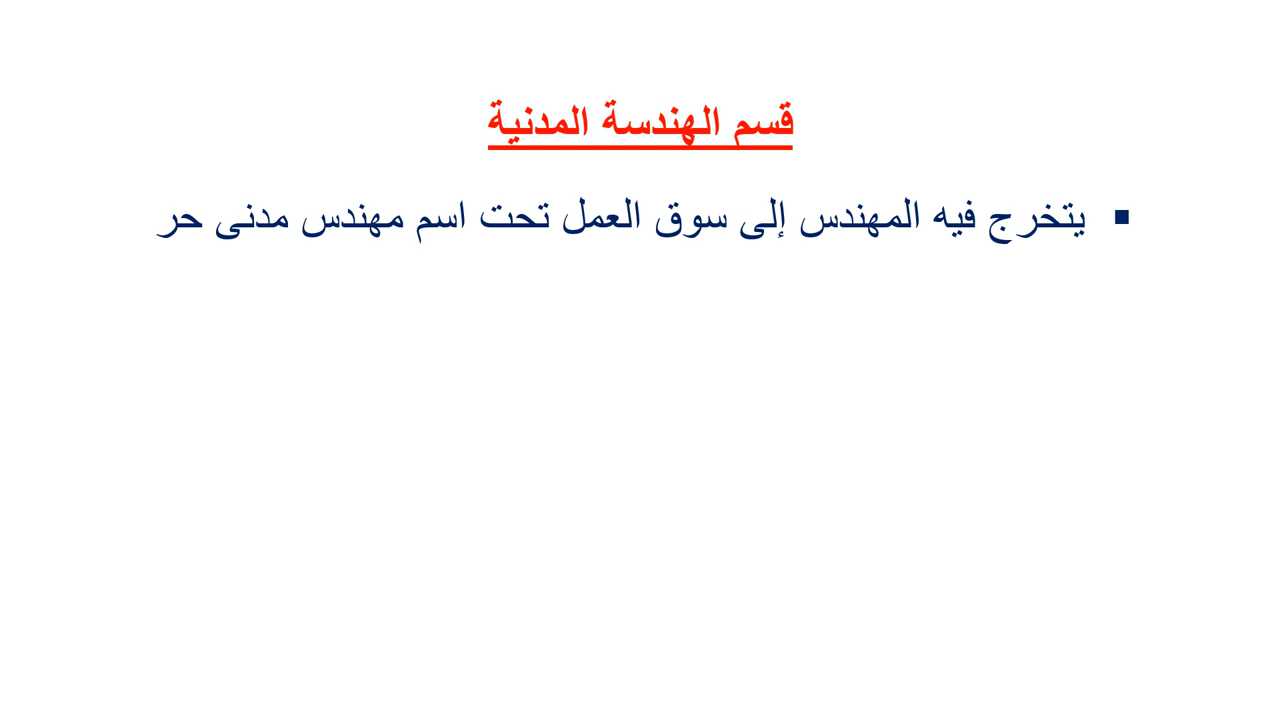 قسم الهندسة المدنية
▪ يتخرج فيه المهندس إلى سوق العمل تحت اسم مهندس مدنى حر